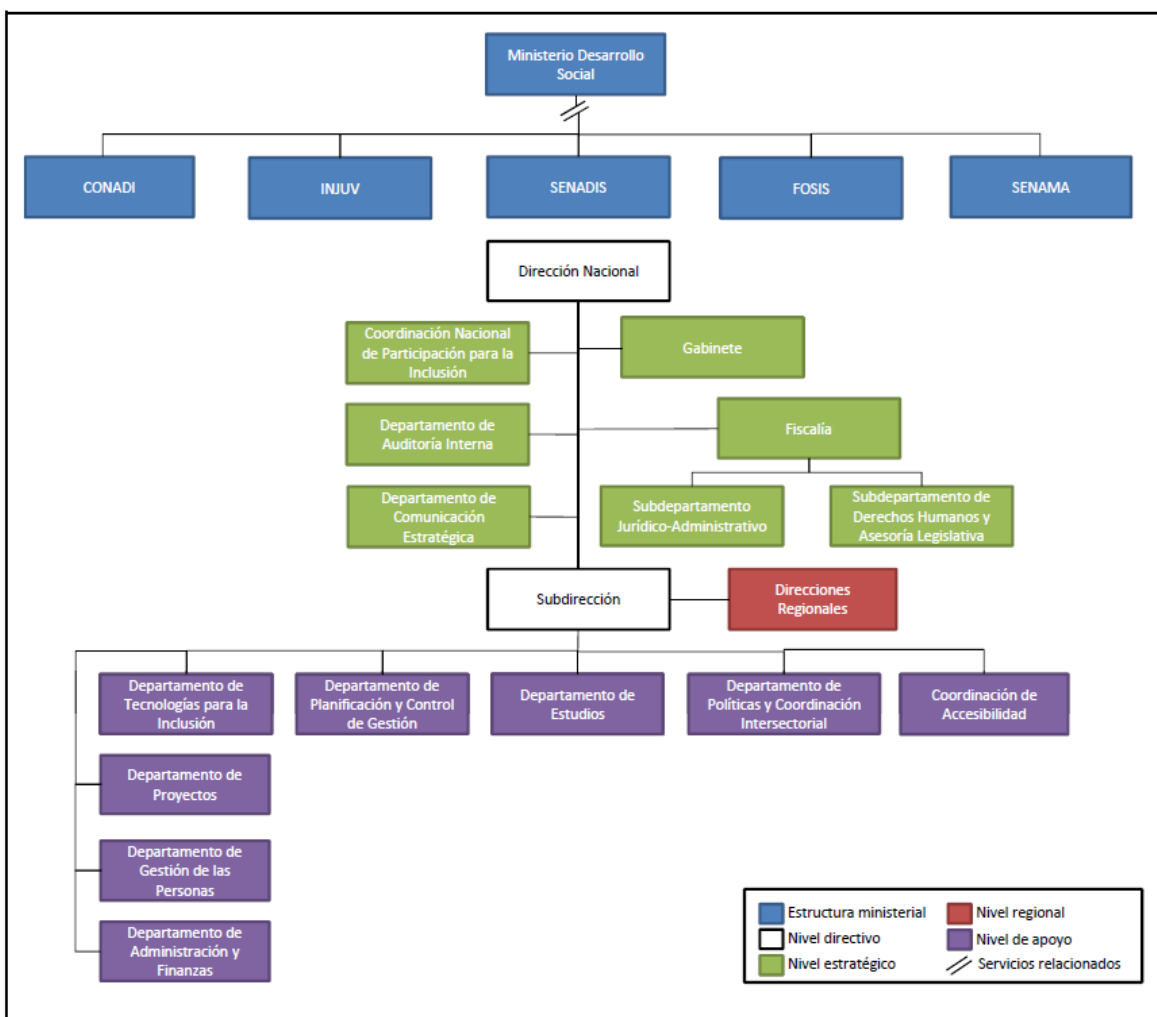 Ministerio Desarrollo
Social
CONADI
INJUV
SENADIS
FOSIS
SENAMA
Dirección Nacional
Coordinación Nacional
de Participación para la
Inclusión
Gabinete
Departamento de
Auditoría Interna
Fiscalía
Departamento de
Comunicación
Estratégica
Subdepartamento
Jurídico-Administrativo
Subdepartamento de
Derechos Humanos y
Asesoría Legislativa
Subdirección
Direcciones
Regionales
Departamento de
Tecnologías para la
Inclusión
Departamento de
Planificación y Control
de Gestión
Departamento de
Estudios
Departamento de
Políticas y Coordinación
Intersectorial
Coordinación de
Accesibilidad
Departamento de
Proyectos
Departamento de
Gestión de las
Personas
Departamento de
Administración y
Finanzas
Estructura ministerial
Nivel directivo
Nivel estratégico
Nivel regional
Nivel de apoyo
Servicios relacionados